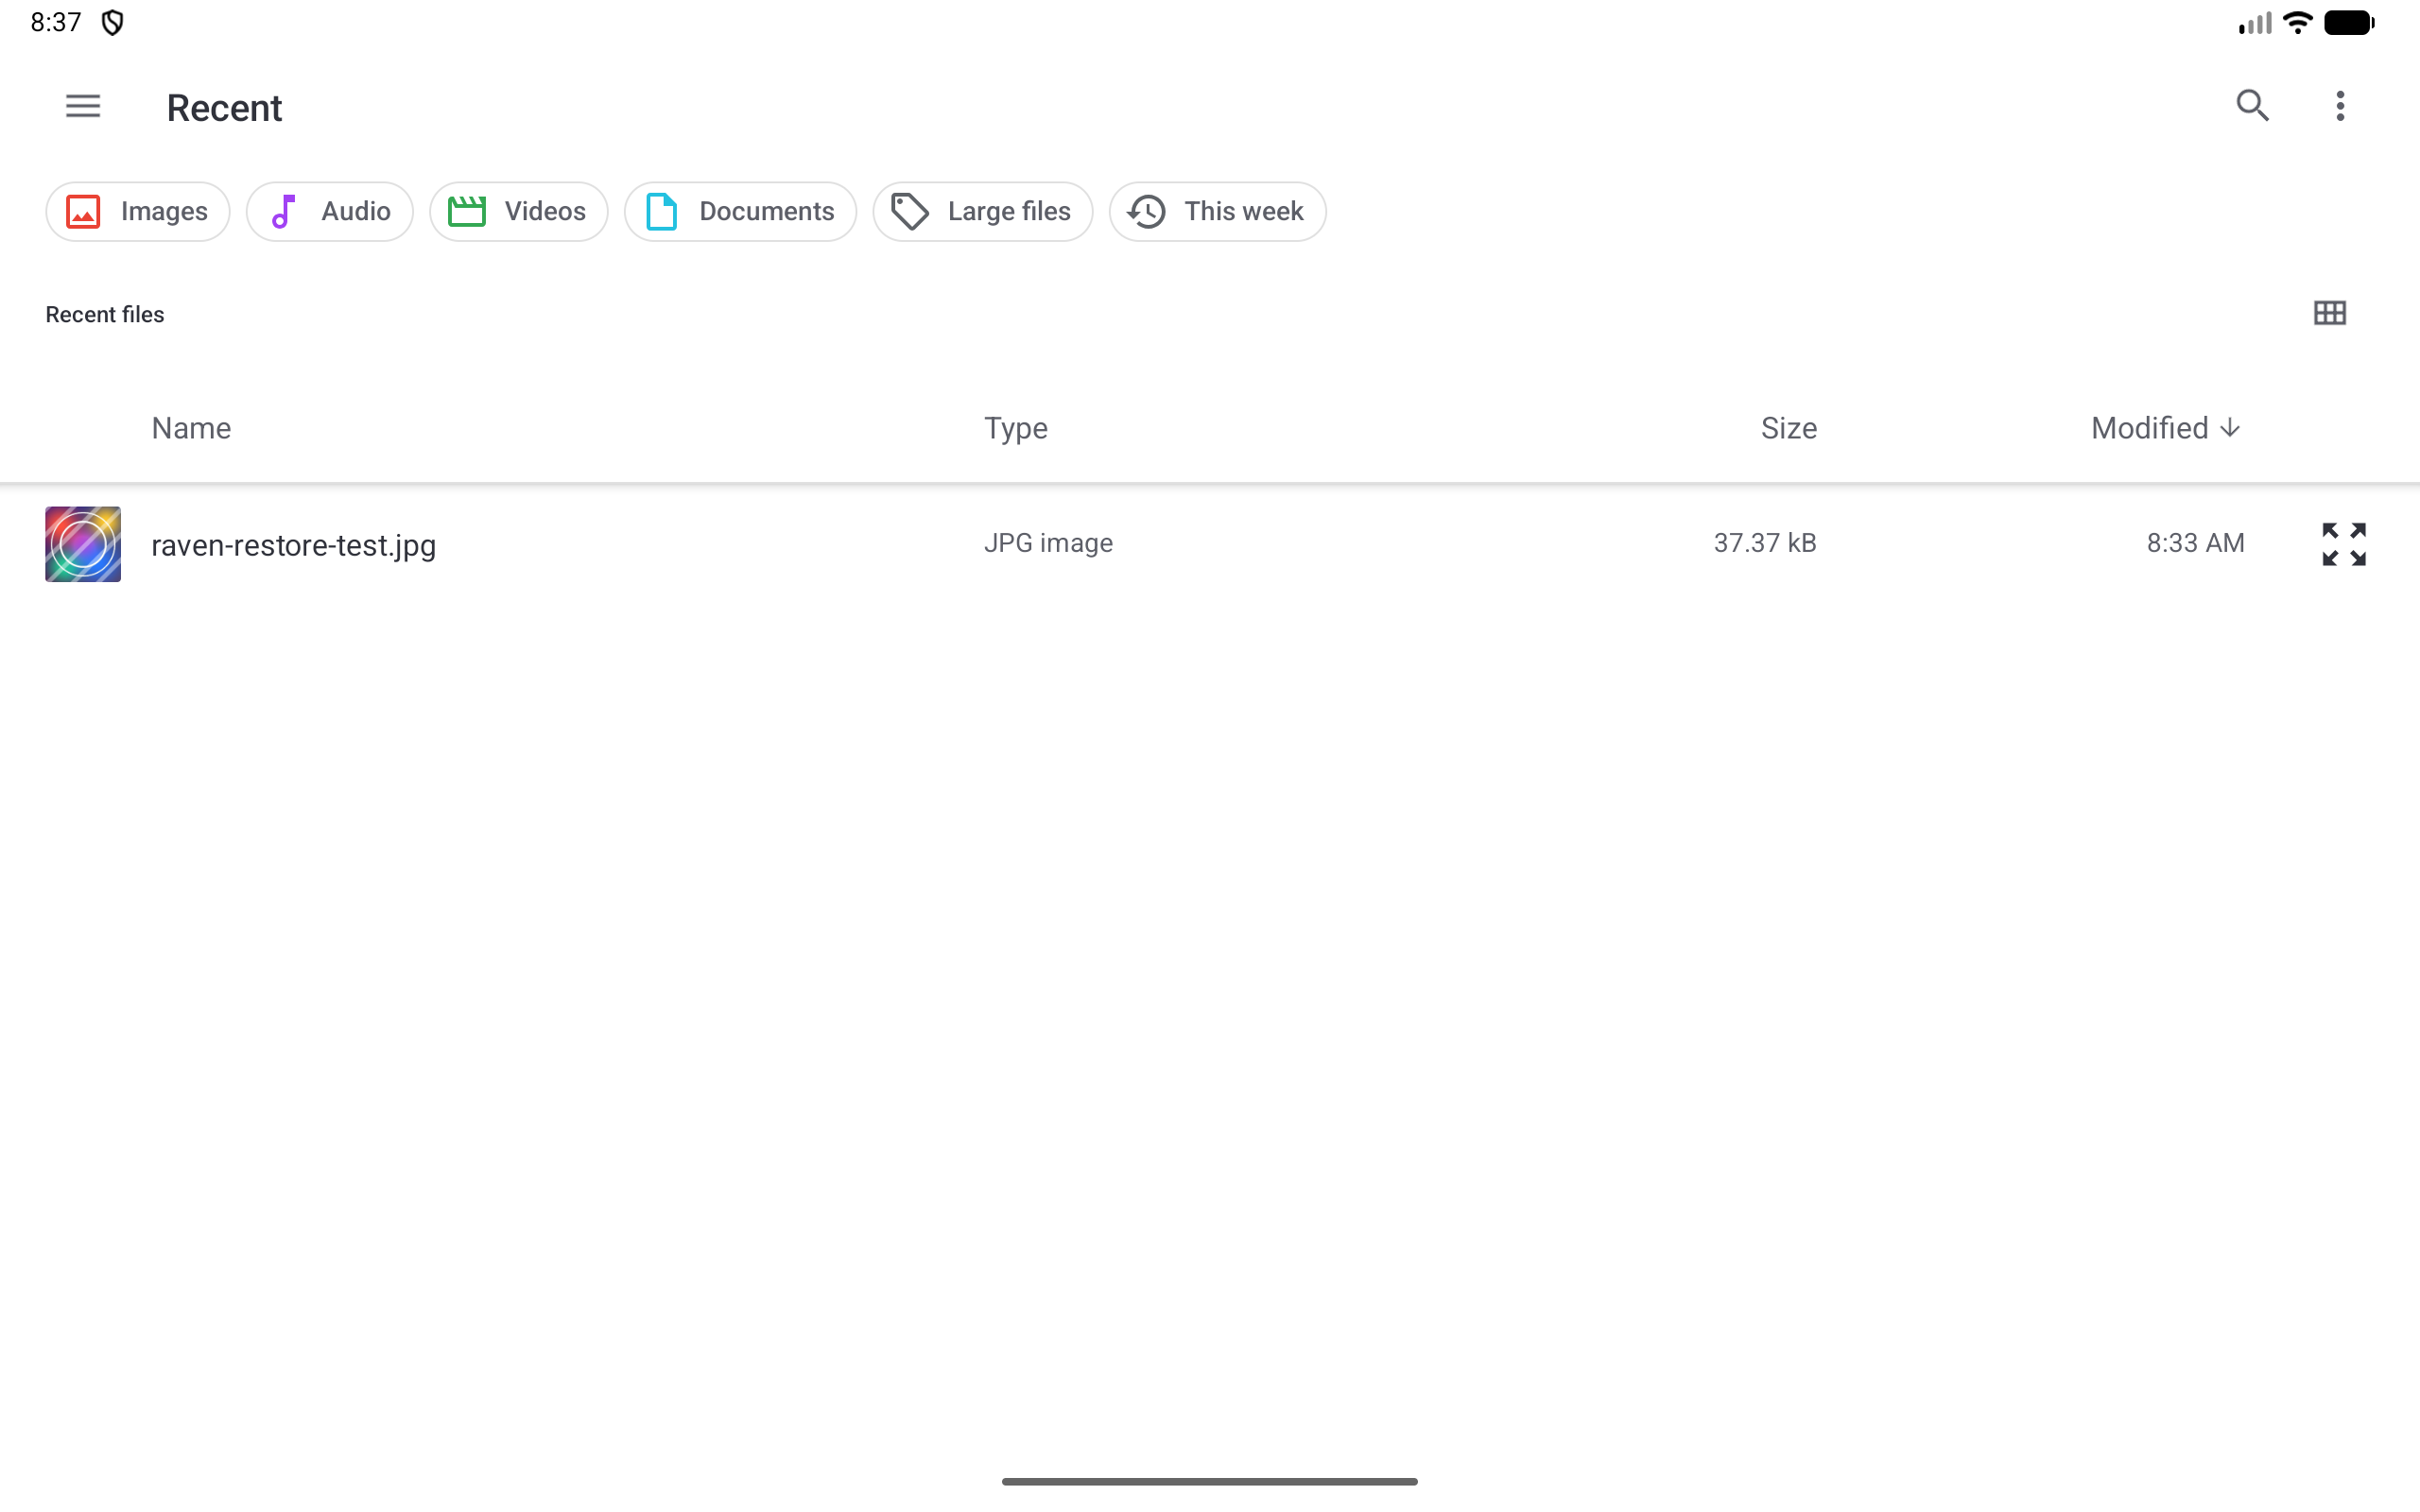 8:37
Recent
Images Audio Videos Documents Large files This week
Recent files
Name Type Size Modified
raven-restore-test.jpg JPG image 37.37 kB 8:33 AM